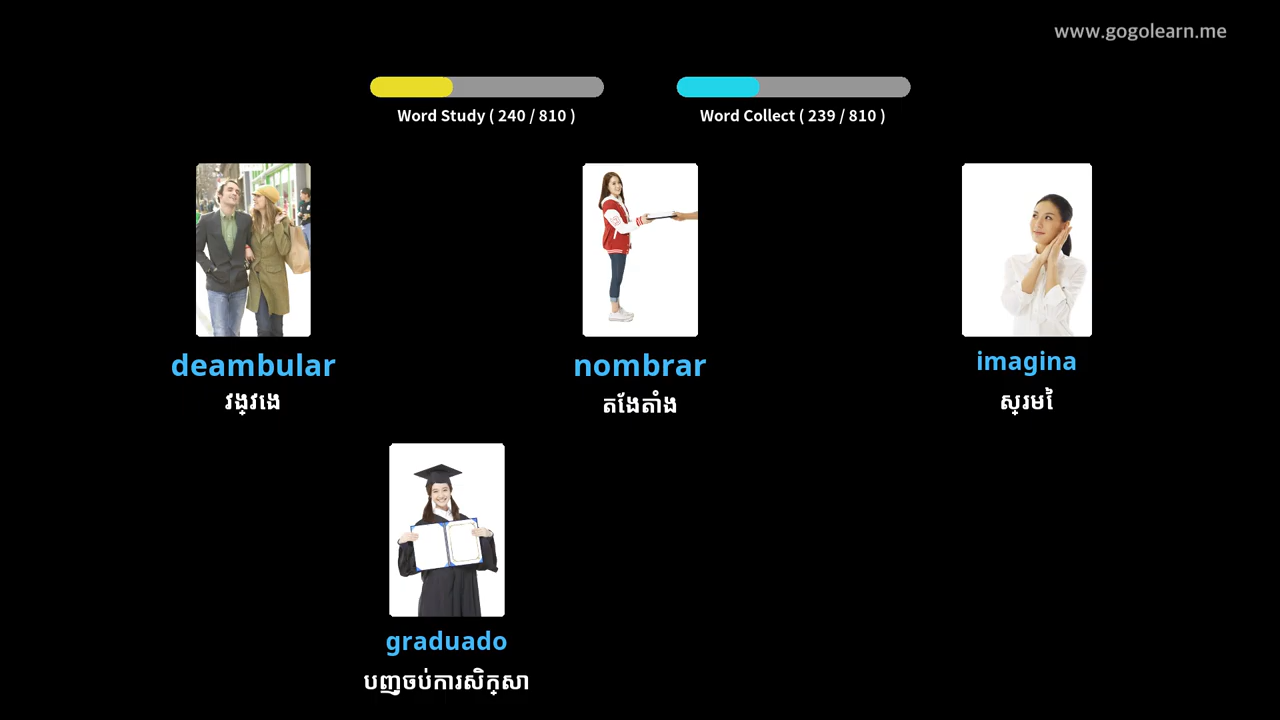 www.gogolearn.me
Word Study ( 240 / 810 )
Word Collect ( 239 / 810 )
deambular
nombrar
imagina
វង្វេង
តែងតាំង
ស្រមៃ
graduado
បញ្ចប់ការសិក្សា